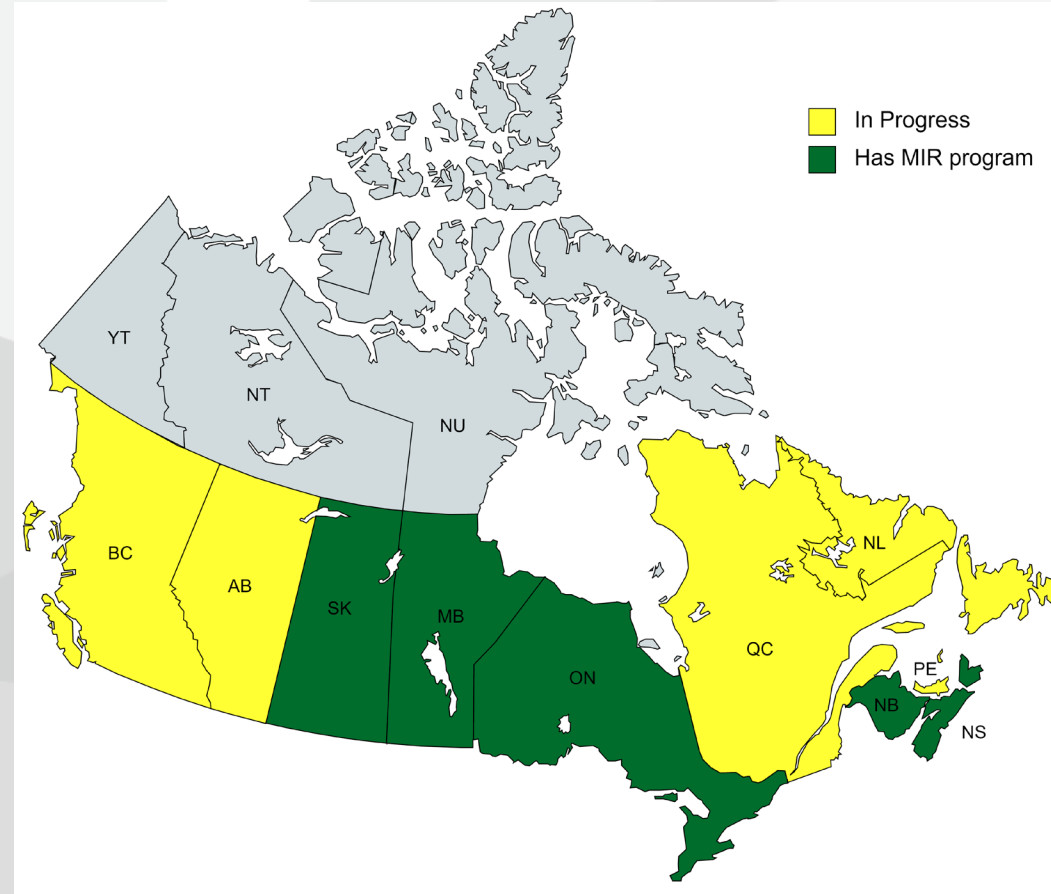 In Progress
Has MIR program
YT
NT
NU
BC
AB
SK
MB
ON
QC
NL
PE
NB
NS